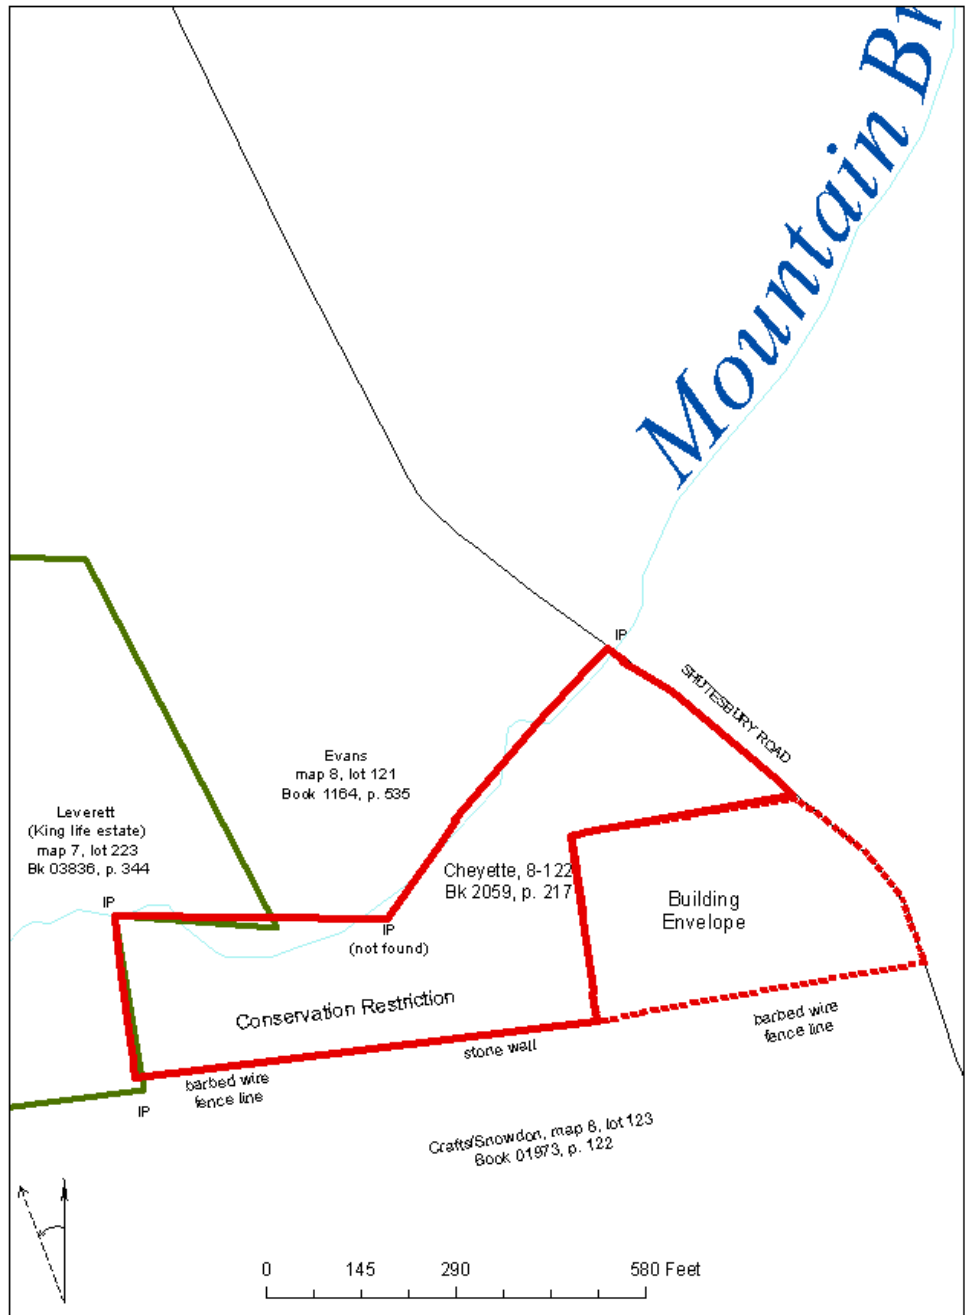 Mountain Br
IP
SHUTESBURY ROAD
Evans
map 8, lot 121
Book 1164, p. 535
Leverett
(King life estate)
map 7, lot 223
Bk 03836, p. 344
Cheyette, 8-122
Bk 2059, p. 217
Building
Envelope
IP
IP
(not found)
Conservation Restriction
stone wall
barbed wire
fence line
barbed wire
fence line
IP
Crafts/Snowdon, map 8, lot 123
Book 01973, p. 122
0 145 290 580 Feet